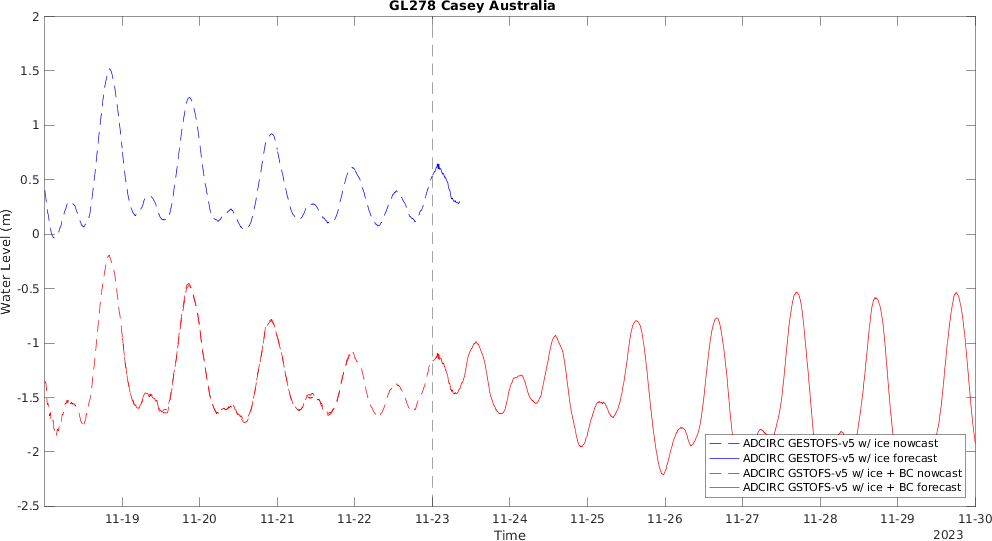 GL278 Casey Australia
2
1.5
1
0.5
0
-0.5
-1
-1.5
-2
-2.5
Water Level (m)
ADCIRC GESTOFS-v5 w/ ice nowcast
ADCIRC GESTOFS-v5 w/ ice forecast
ADCIRC GSTOFS-v5 w/ ice + BC nowcast
ADCIRC GSTOFS-v5 w/ ice + BC forecast
11-19 11-20 11-21 11-22 11-23 11-24 11-25 11-26 11-27 11-28 11-29 11-30
Time
2023